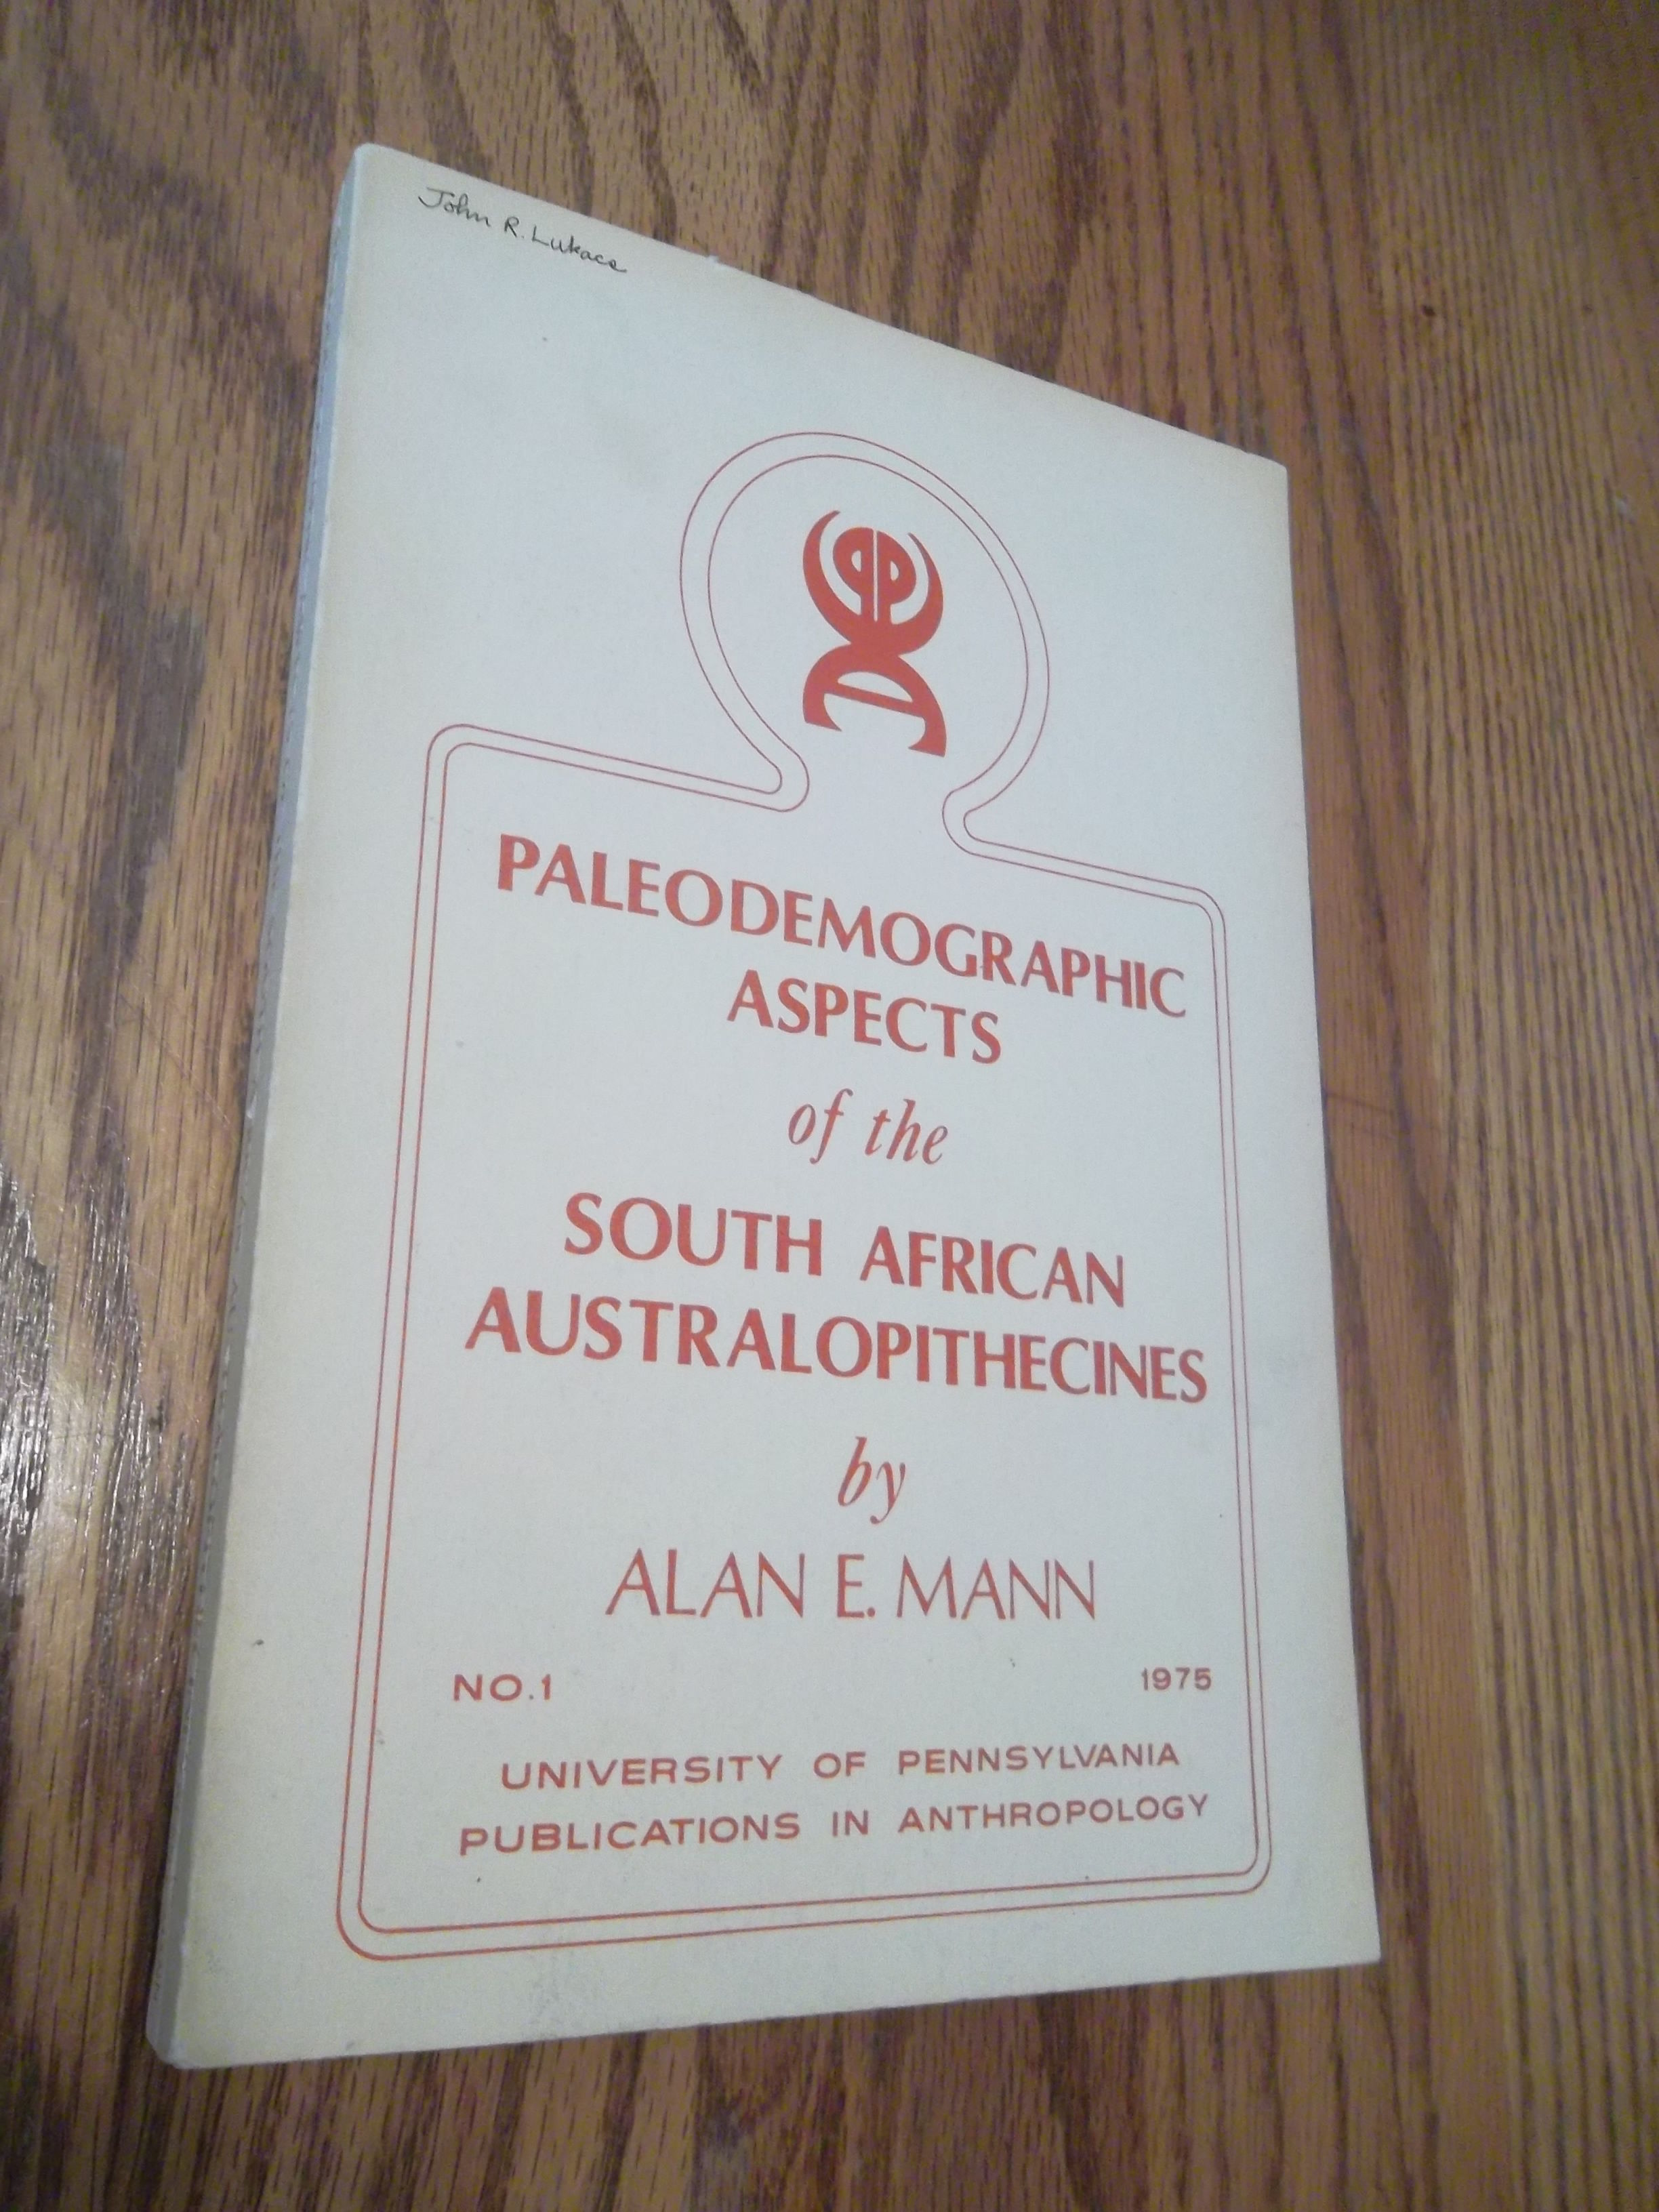 John R. Lukacs
PALEODEMOGRAPHIC
ASPECTS
of the
SOUTH AFRICAN
AUSTRALOPITHECINES
by
ALAN E. MANN
NO.1 1975
UNIVERSITY OF PENNSYLVANIA
PUBLICATIONS IN ANTHROPOLOGY